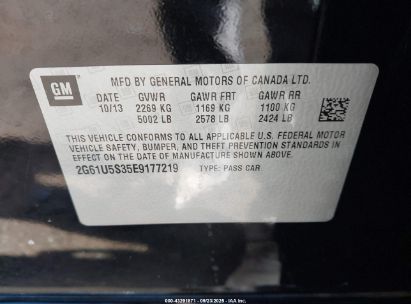 GM
MFD BY GENERAL MOTORS OF CANADA LTD.
DATE GVWR GAWR FRT GAWR RR
10/13 2269 KG 1169 KG 1100 KG
5002 LB 2578 LB 2424 LB
THIS VEHICLE CONFORMS TO ALL APPLICABLE U.S. FEDERAL MOTOR
VEHICLE SAFETY, BUMPER, AND THEFT PREVENTION STANDARDS
IN EFFECT ON THE DATE OF MANUFACTURE SHOWN ABOVE.
2G61U5S35E9177219 TYPE: PASS CAR